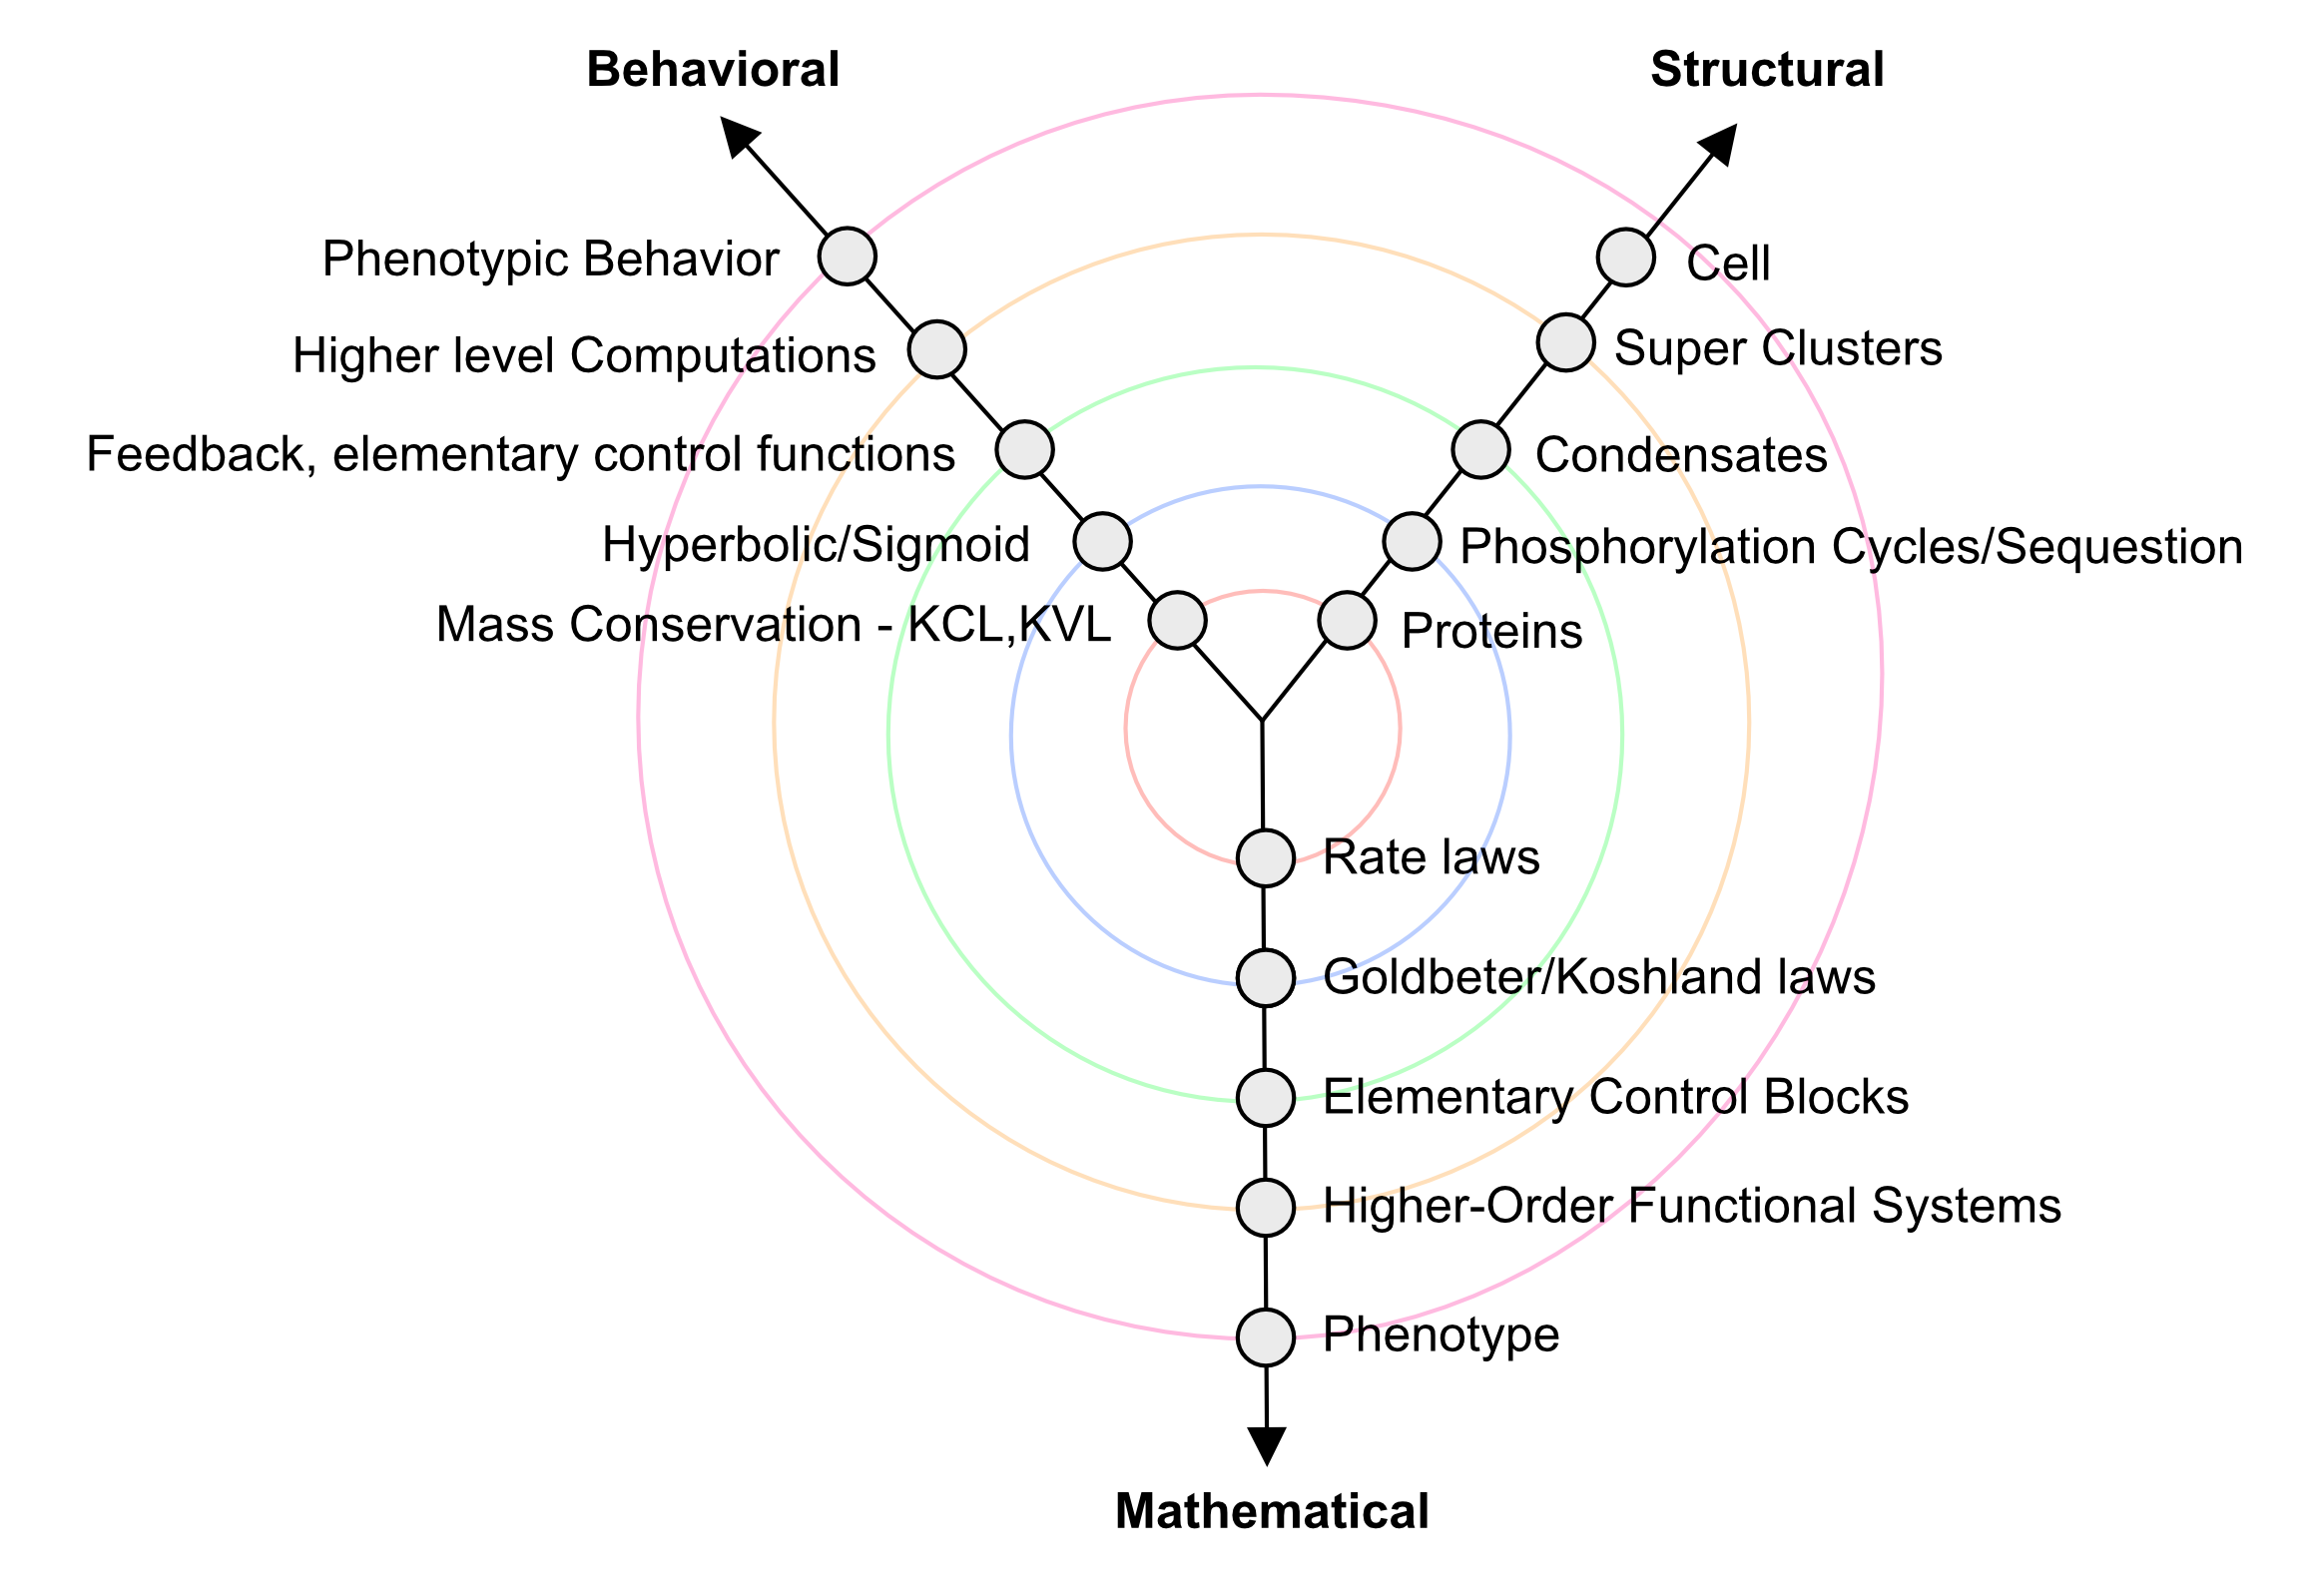 Behavioral
Structural
Phenotypic Behavior
Cell
Higher level Computations
Super Clusters
Feedback, elementary control functions
Condensates
Hyperbolic/Sigmoid
Phosphorylation Cycles/Sequestion
Mass Conservation - KCL,KVL
Proteins
Rate laws
Goldbeter/Koshland laws
Elementary Control Blocks
Higher-Order Functional Systems
Phenotype
Mathematical